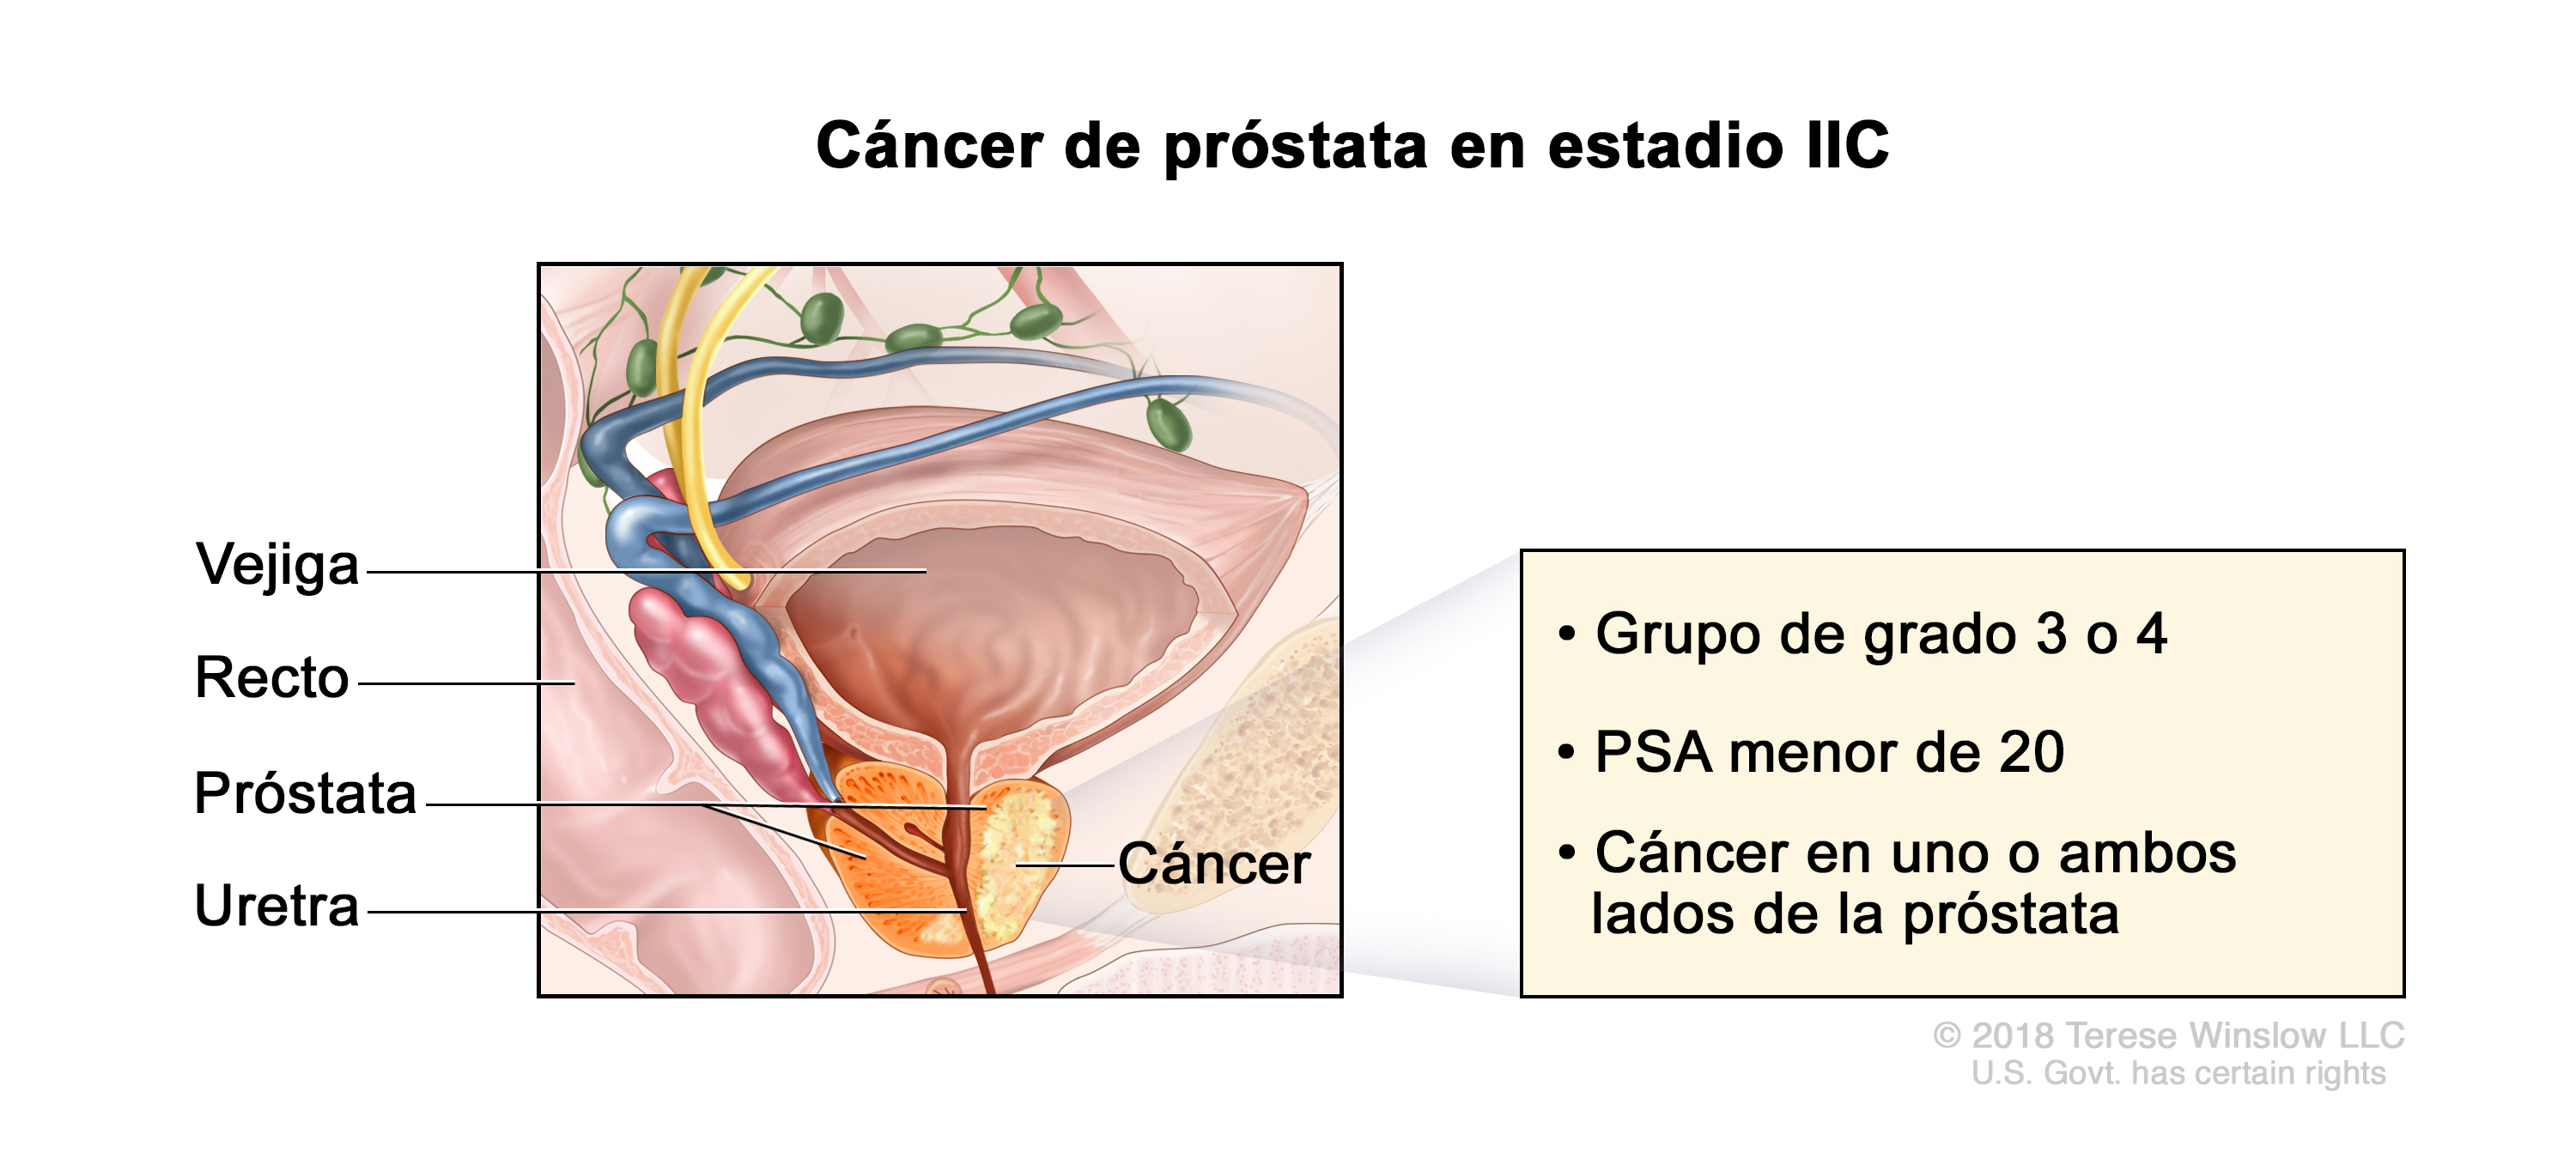 Cáncer de próstata en estadio IIC
Vejiga
Recto
Próstata
Uretra
Cáncer
• Grupo de grado 3 o 4
• PSA menor de 20
• Cáncer en uno o ambos
lados de la próstata
© 2018 Terese Winslow LLC
U.S. Govt. has certain rights